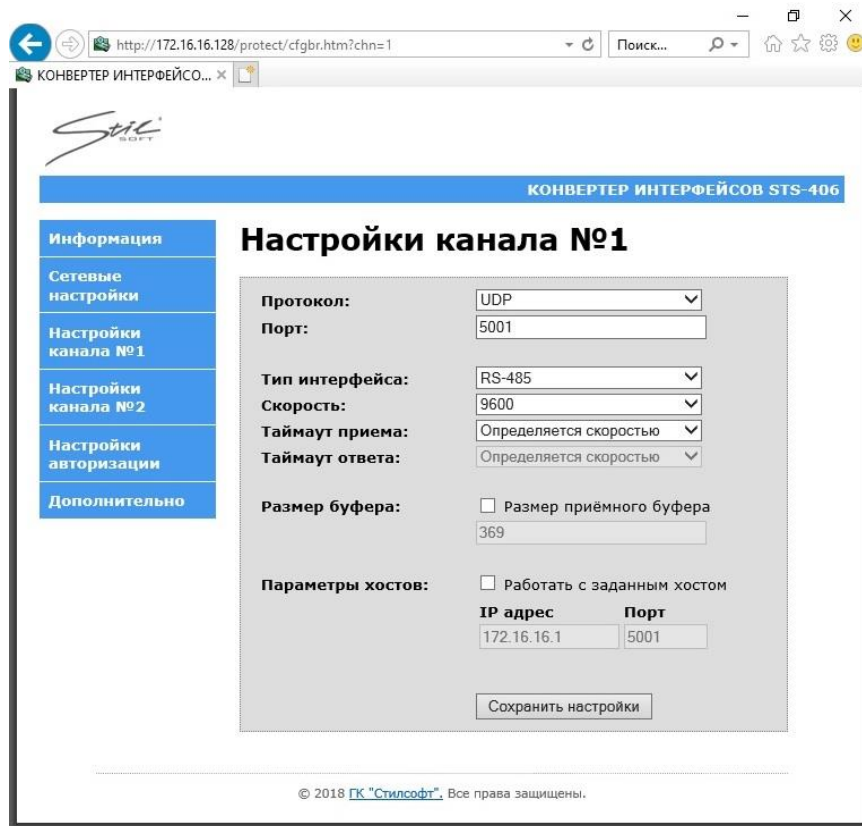 http://172.16.16.128/protect/cfgbr.htm?chn=1
Поиск...
КОНВЕРТЕР ИНТЕРФЕЙСО...
Stil
SOFT
КОНВЕРТЕР ИНТЕРФЕЙСОВ STS-406
Информация
Сетевые
настройки
Настройки
канала №1
Настройки
канала №2
Настройки
авторизации
Дополнительно
Настройки канала №1
Протокол: UDP
Порт: 5001
Тип интерфейса: RS-485
Скорость: 9600
Таймаут приема: Определяется скоростью
Таймаут ответа: Определяется скоростью
Размер буфера: Размер приёмного буфера
369
Параметры хостов: Работать с заданным хостом
IP адрес Порт
172.16.16.1 5001
Сохранить настройки
© 2018 ГК "Стилсофт". Все права защищены.